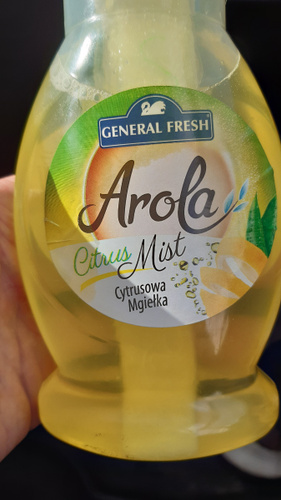 GENERAL FRESH
Arola
Citrus Mist
Cytrusowa
Mgiełka